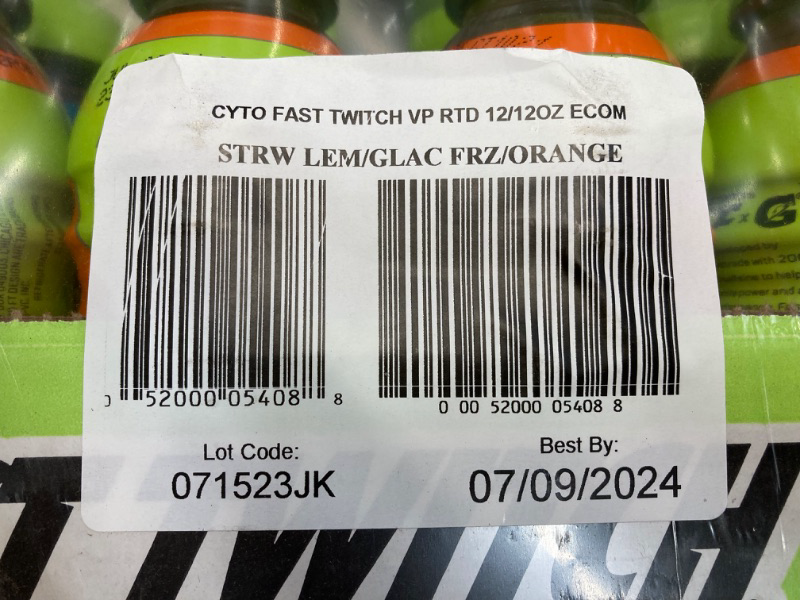 CYTO FAST TWITCH VP RTD 12/12OZ ECOM
STRW LEM/GLAC FRZ/ORANGE
0 52000 05408 8
0 00 52000 05408 8
Lot Code:
071523JK
Best By:
07/09/2024
TWITCH
G